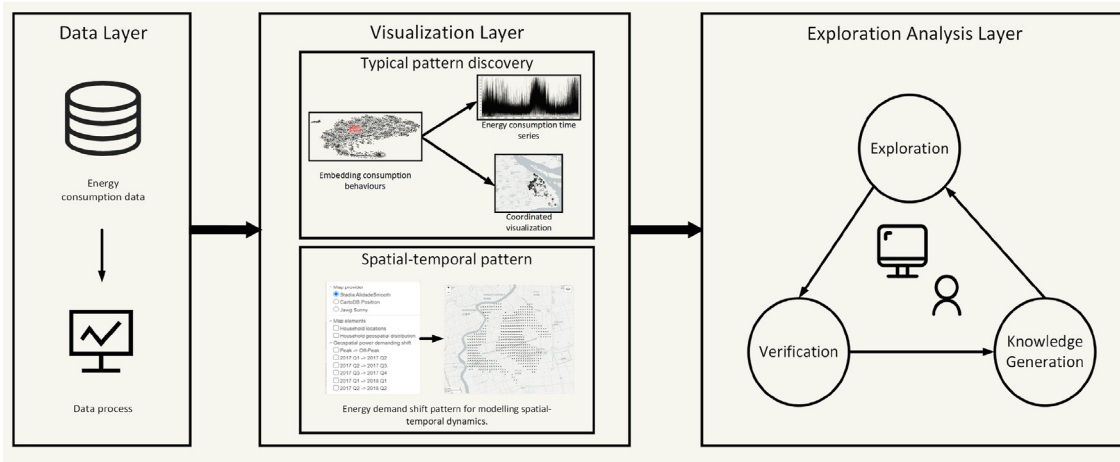 Data Layer
Energy
consumption data
Data process
Visualization Layer
Typical pattern discovery
Embedding consumption
behaviours
Energy consumption time
series
Coordinated
visualization
Spatial-temporal pattern
Map provider
Stadia.AlidadeSmooth
CartoDB.Positron
Jawg.Sunny
Map elements
Household locations
Household geospatial distribution
Geospatial power demanding shift
Peak -> Off-Peak
2017 Q1 -> 2017 Q2
2017 Q2 -> 2017 Q3
2017 Q3 -> 2017 Q4
2017 Q1 -> 2018 Q1
2017 Q2 -> 2018 Q2
Energy demand shift pattern for modelling spatial-
temporal dynamics.
Exploration Analysis Layer
Exploration
Verification
Knowledge
Generation